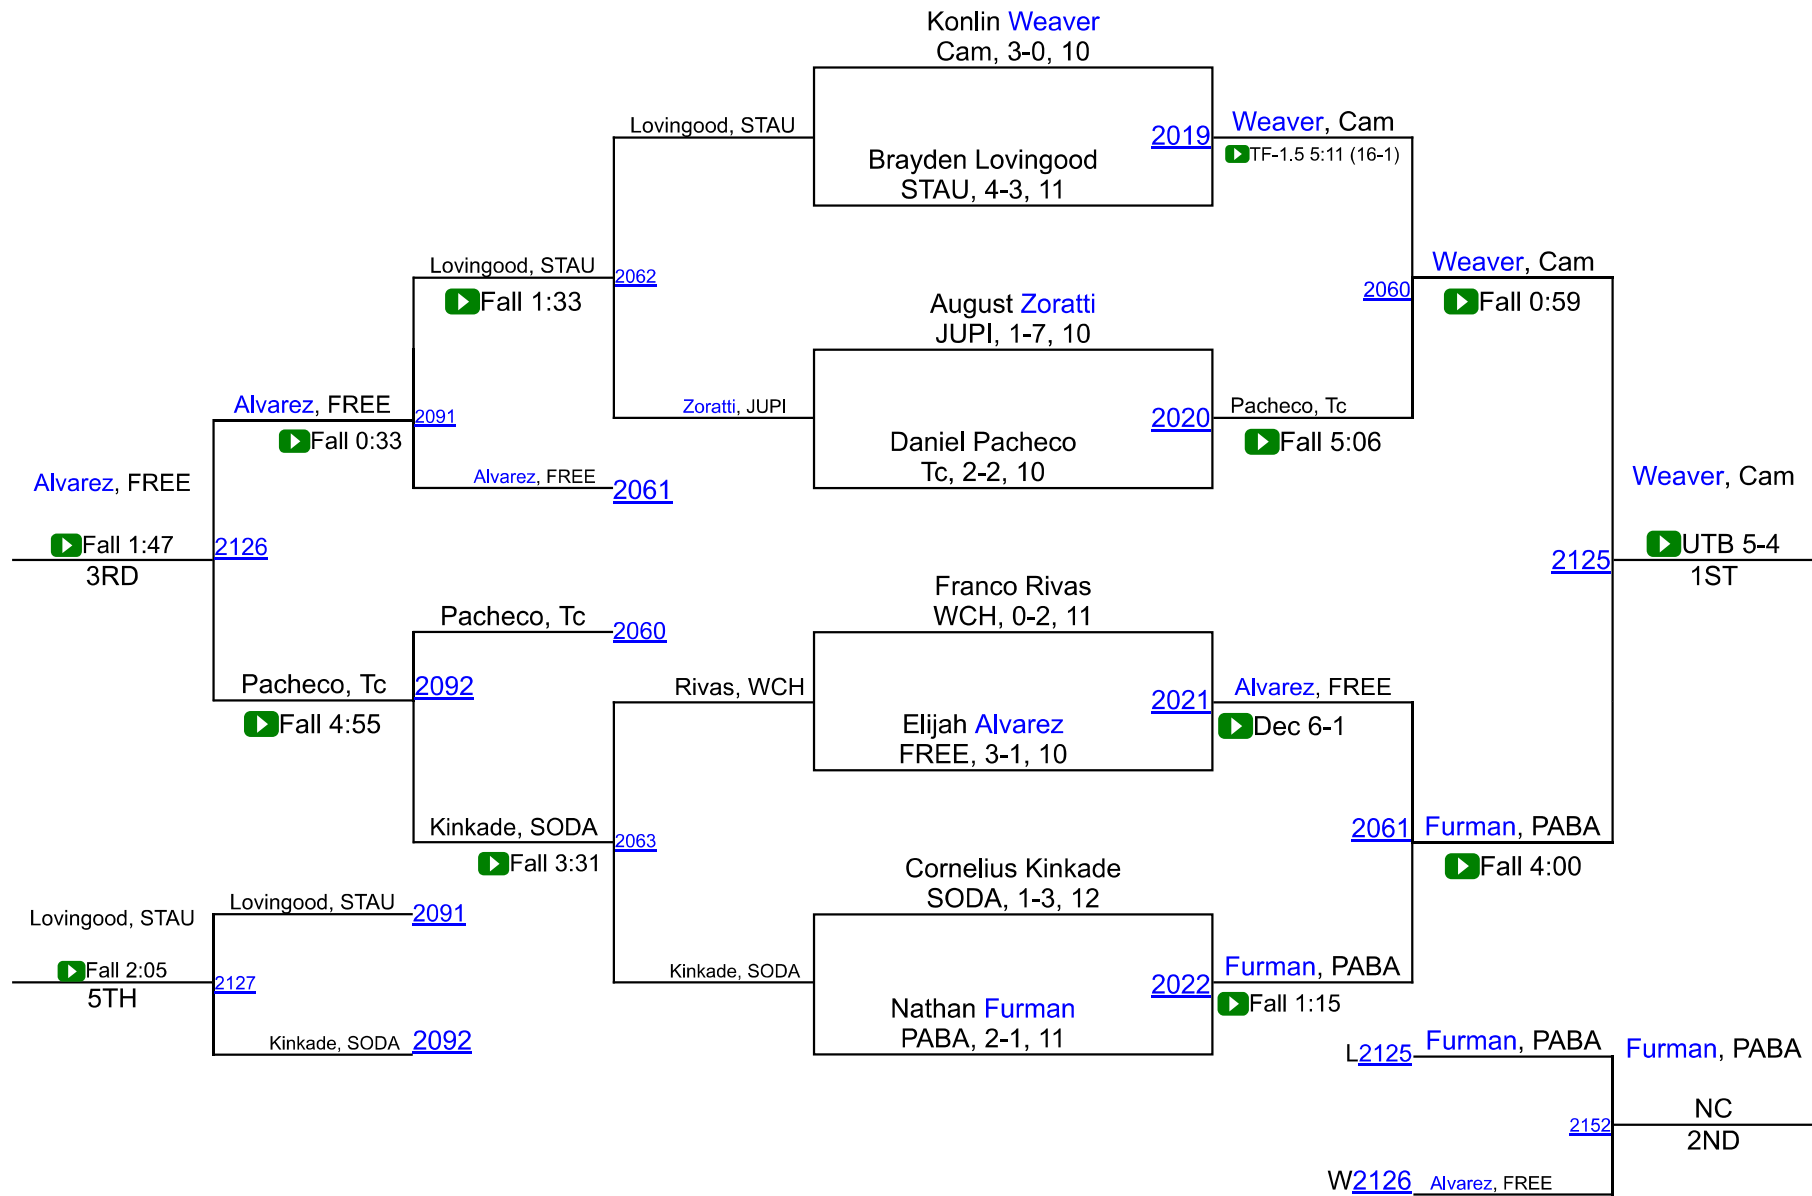 Konlin Weaver
Cam, 3-0, 10
Lovingood, STAU
2019
Weaver, Cam
TF-1.5 5:11 (16-1)
Brayden Lovingood
STAU, 4-3, 11
Lovingood, STAU
Fall 1:33
2062
August Zoratti
JUPI, 1-7, 10
2060
Weaver, Cam
Fall 0:59
Alvarez, FREE
Fall 0:33
2091
Zoratti, JUPI
2020
Pacheco, Tc
Fall 5:06
Daniel Pacheco
Tc, 2-2, 10
Alvarez, FREE
2061
Alvarez, FREE
Fall 1:47
3RD
2126
Weaver, Cam
2125
UTB 5-4
1ST
Franco Rivas
WCH, 0-2, 11
Pacheco, Tc
2060
Pacheco, Tc
Fall 4:55
2092
Rivas, WCH
2021
Alvarez, FREE
Dec 6-1
Elijah Alvarez
FREE, 3-1, 10
Kinkade, SODA
Fall 3:31
2063
2061
Furman, PABA
Fall 4:00
Cornelius Kinkade
SODA, 1-3, 12
Lovingood, STAU
Lovingood, STAU
2091
Fall 2:05
5TH
2127
Kinkade, SODA
2022
Furman, PABA
Fall 1:15
Nathan Furman
PABA, 2-1, 11
Kinkade, SODA
2092
L2125
Furman, PABA
Furman, PABA
2152
NC
2ND
W2126
Alvarez, FREE